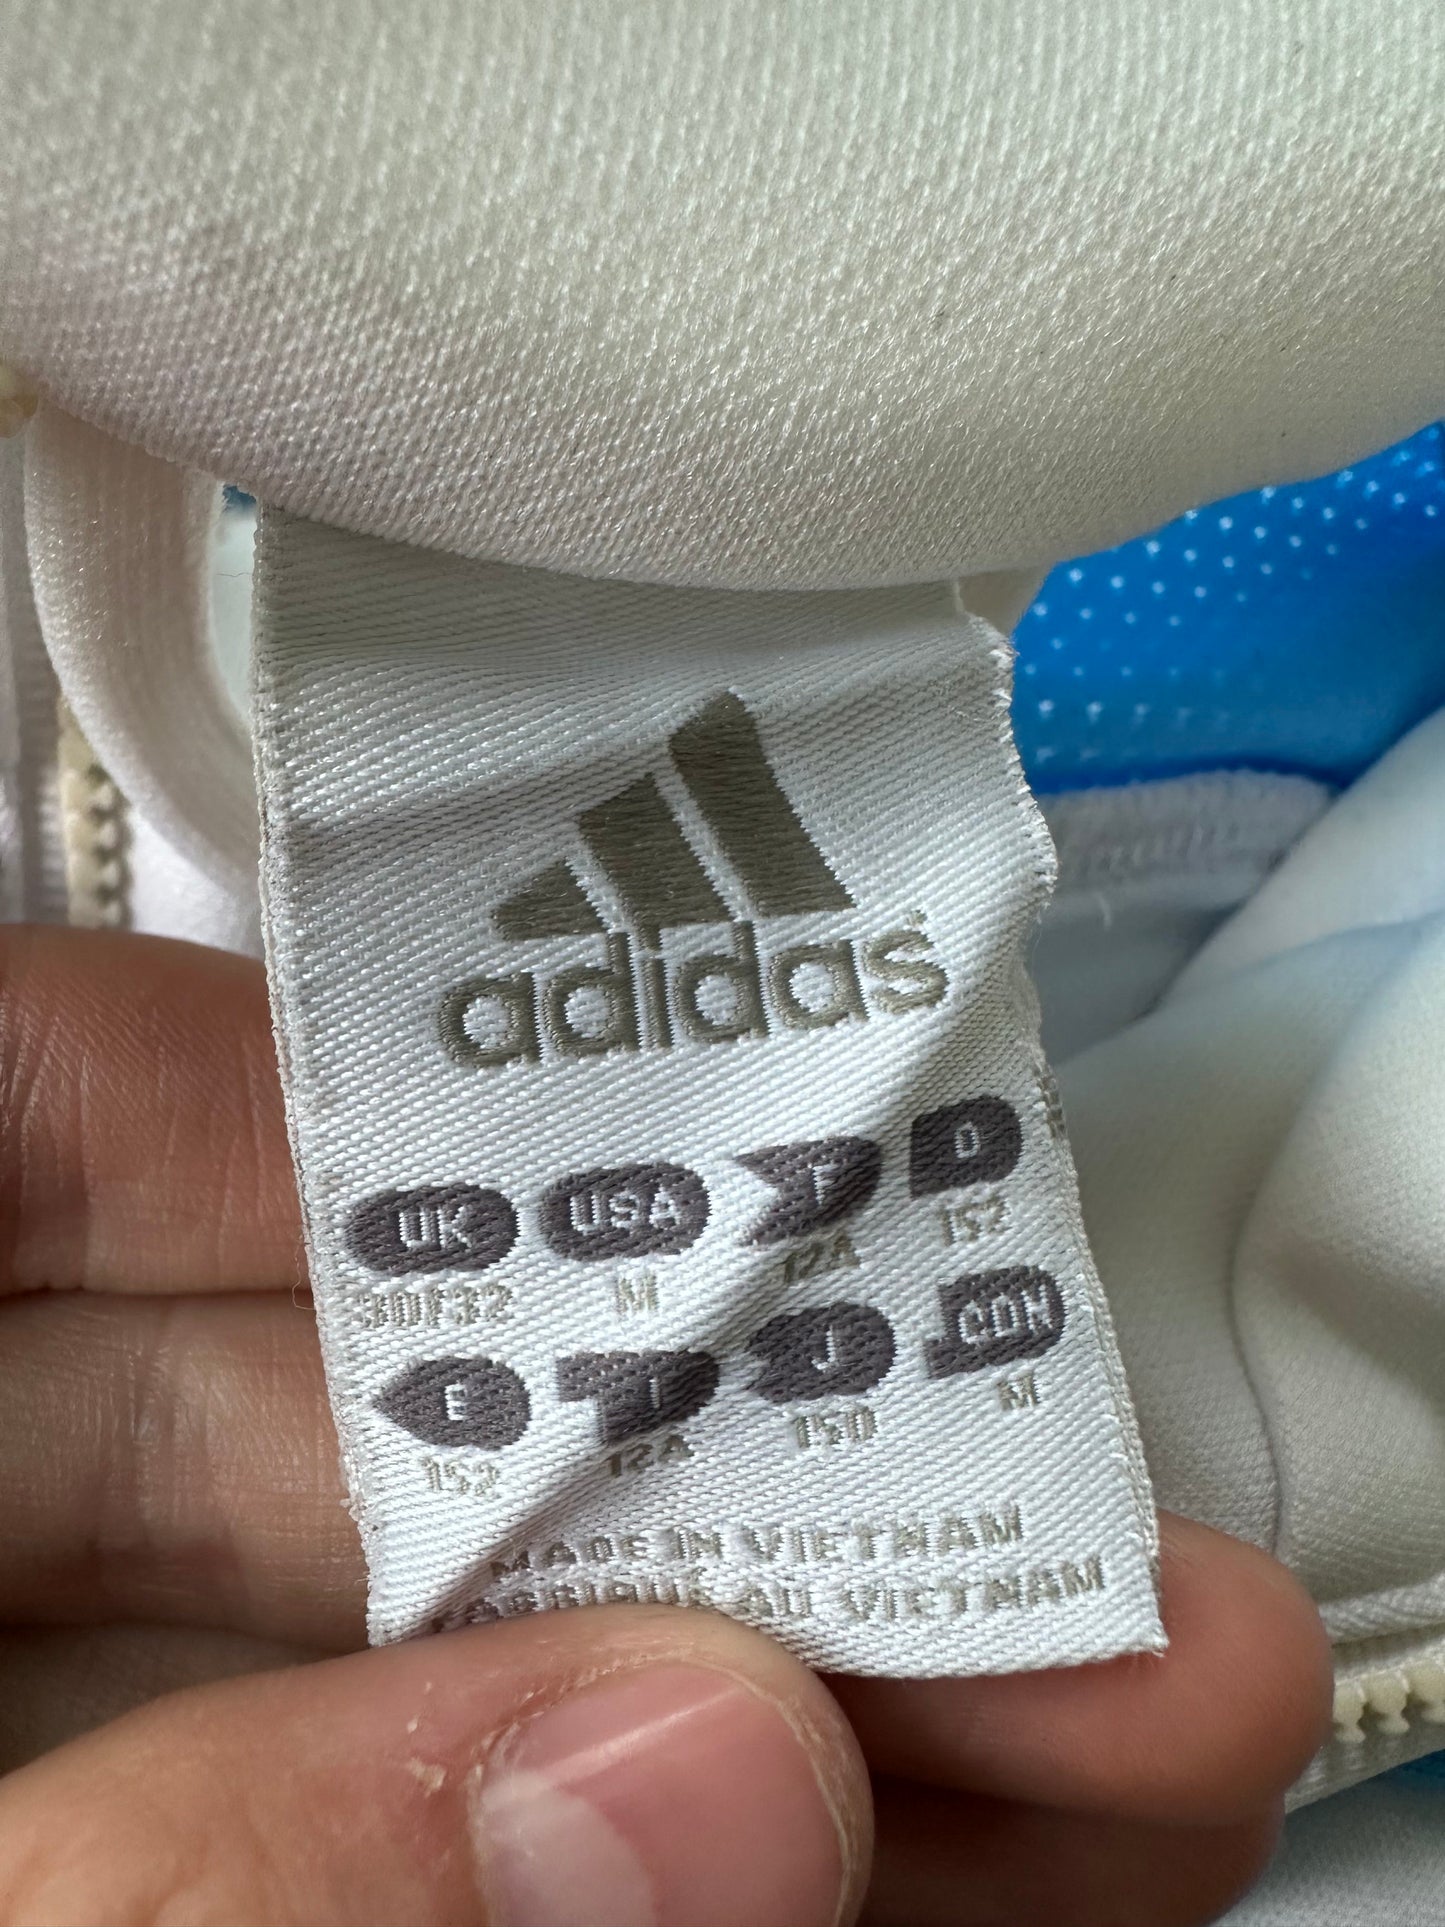 adidas
UK USA F D
30/32 M 12A 152
E I J CDN
152 12A 150 M
MADE IN VIETNAM
FABRIQUÉ AU VIETNAM